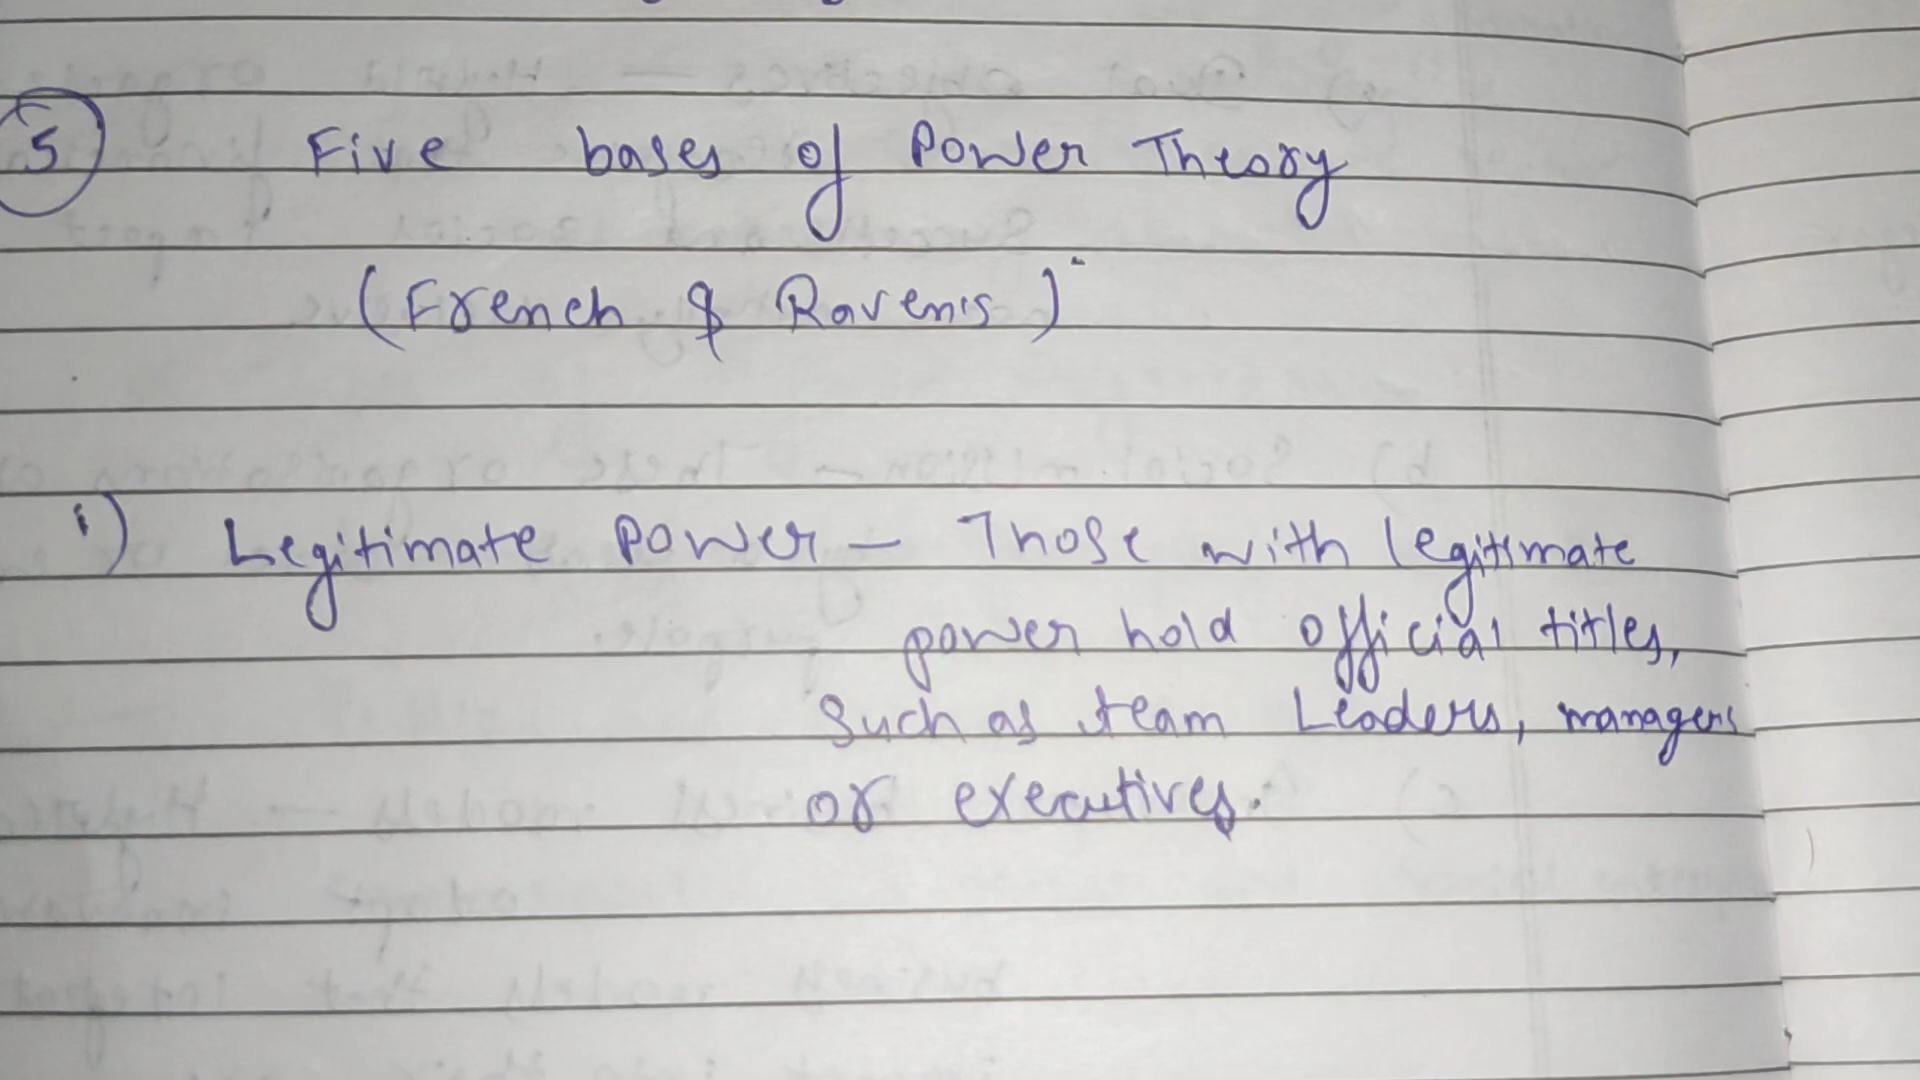 5 Five bases of Power Theory
(French & Raven's)
1) Legitimate Power - Those with legitimate
power hold official titles,
such as team Leaders, managers
or executives.